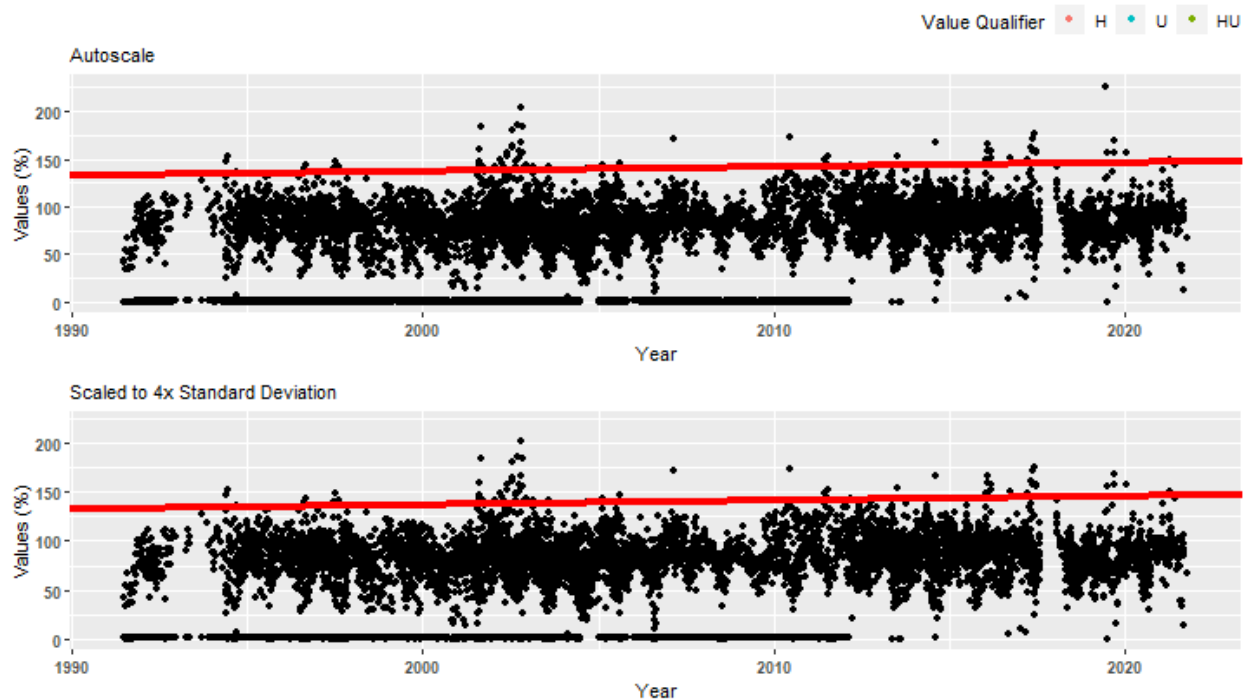 Value Qualifier H U HU
Autoscale
Values (%)
200
150
100
50
0
1990 2000 2010 2020
Year
Scaled to 4x Standard Deviation
Values (%)
200
150
100
50
0
1990 2000 2010 2020
Year